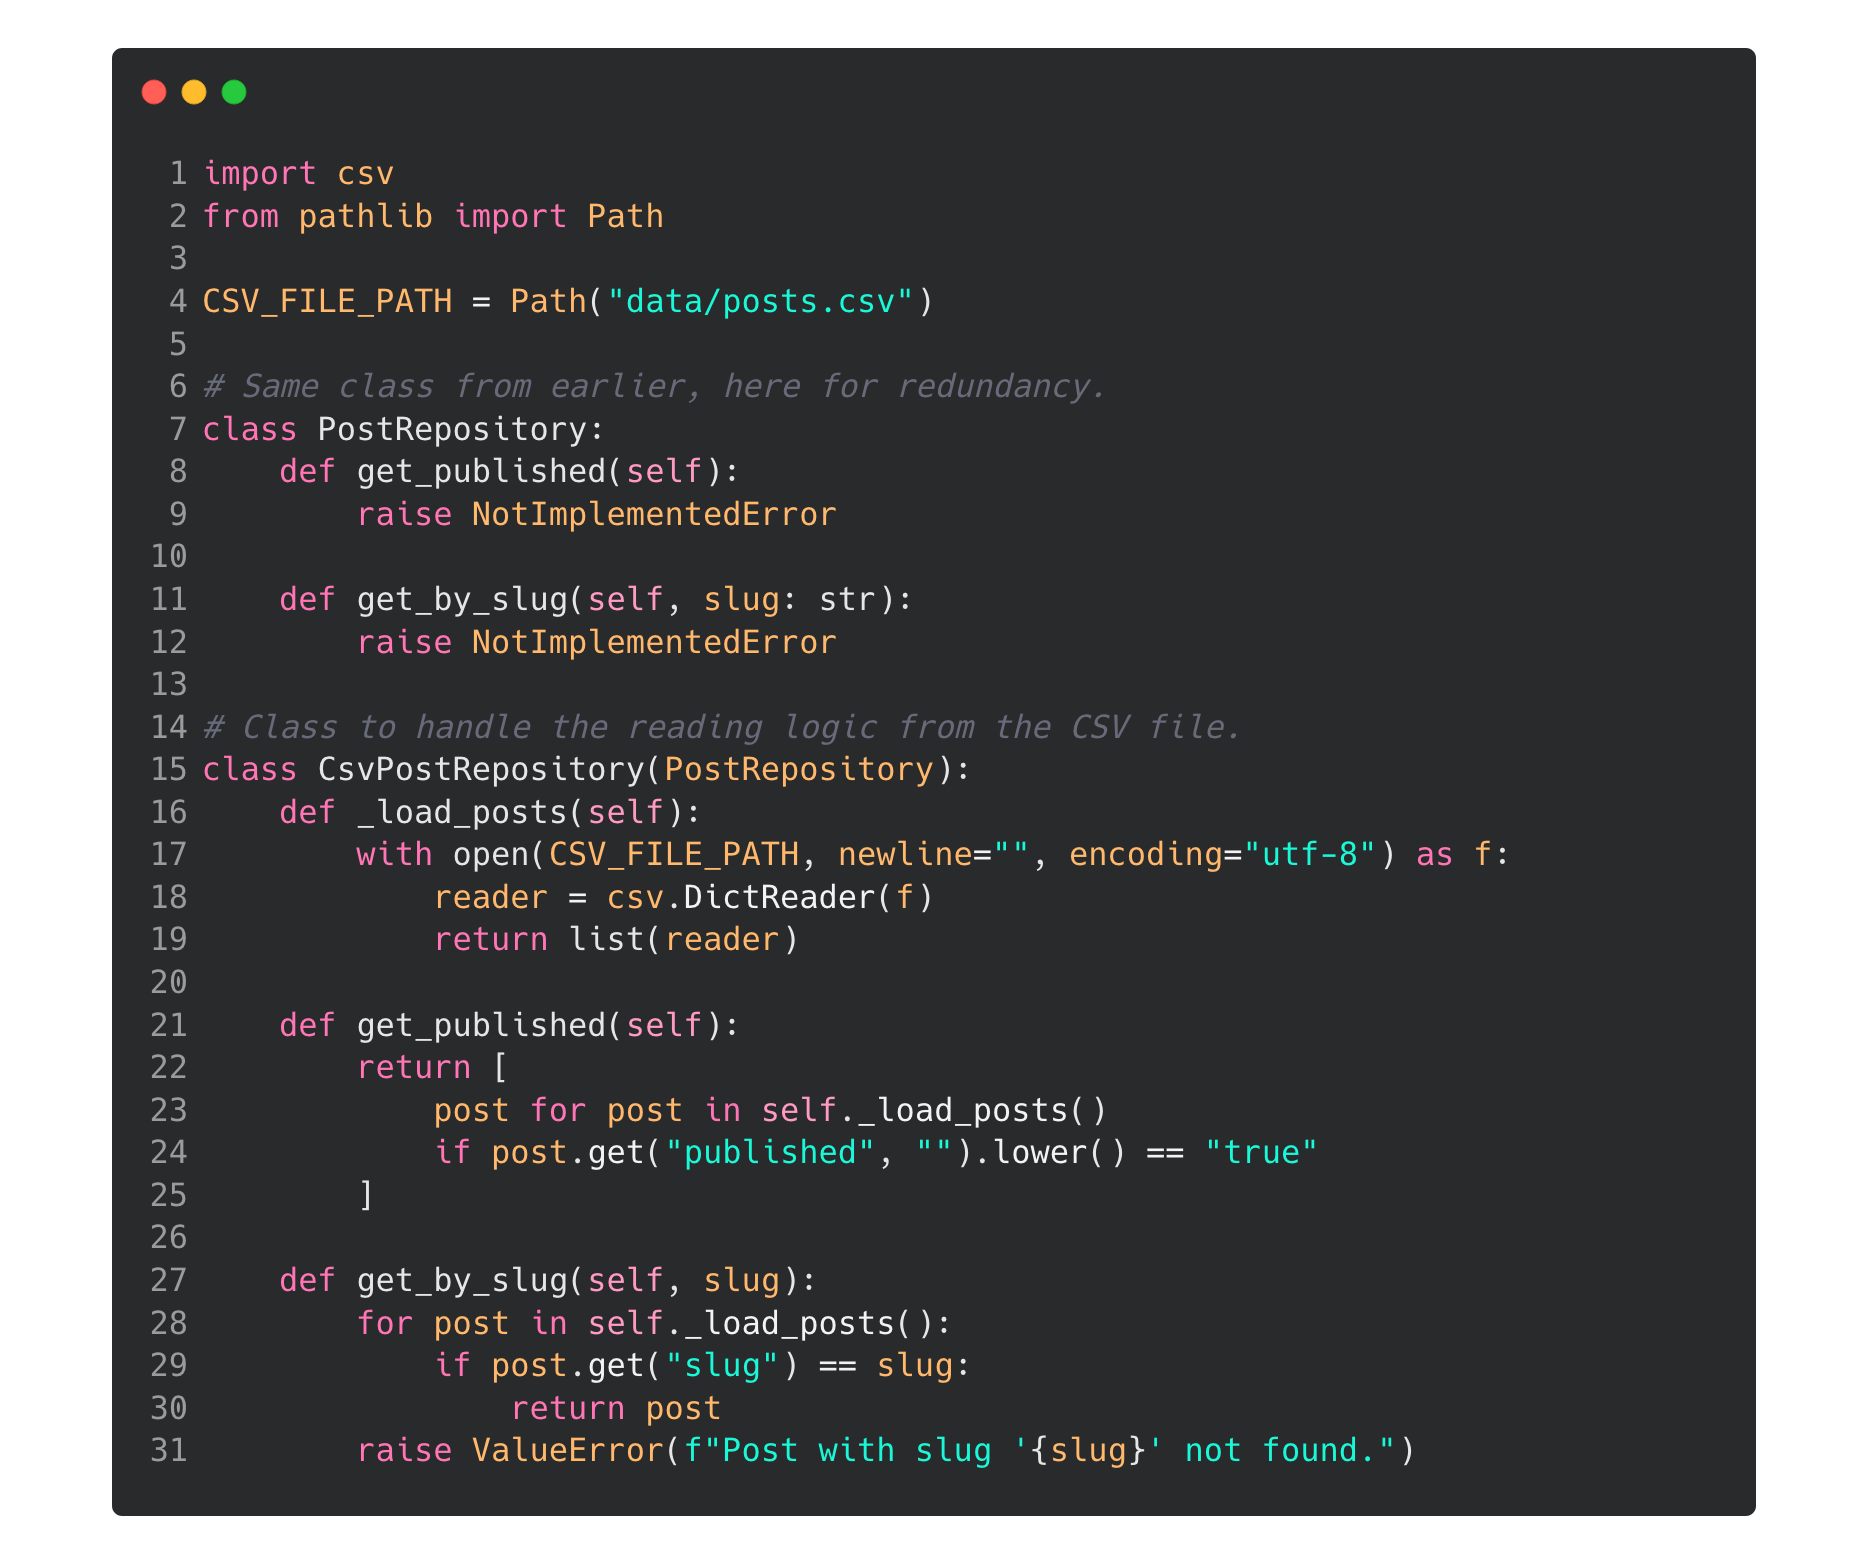 1 import csv
2 from pathlib import Path
3
4 CSV_FILE_PATH = Path("data/posts.csv")
5
6 # Same class from earlier, here for redundancy.
7 class PostRepository:
8     def get_published(self):
9         raise NotImplementedError
10
11     def get_by_slug(self, slug: str):
12         raise NotImplementedError
13
14 # Class to handle the reading logic from the CSV file.
15 class CsvPostRepository(PostRepository):
16     def _load_posts(self):
17         with open(CSV_FILE_PATH, newline="", encoding="utf-8") as f:
18             reader = csv.DictReader(f)
19             return list(reader)
20
21     def get_published(self):
22         return [
23             post for post in self._load_posts()
24             if post.get("published", "").lower() == "true"
25         ]
26
27     def get_by_slug(self, slug):
28         for post in self._load_posts():
29             if post.get("slug") == slug:
30                 return post
31         raise ValueError(f"Post with slug '{slug}' not found.")